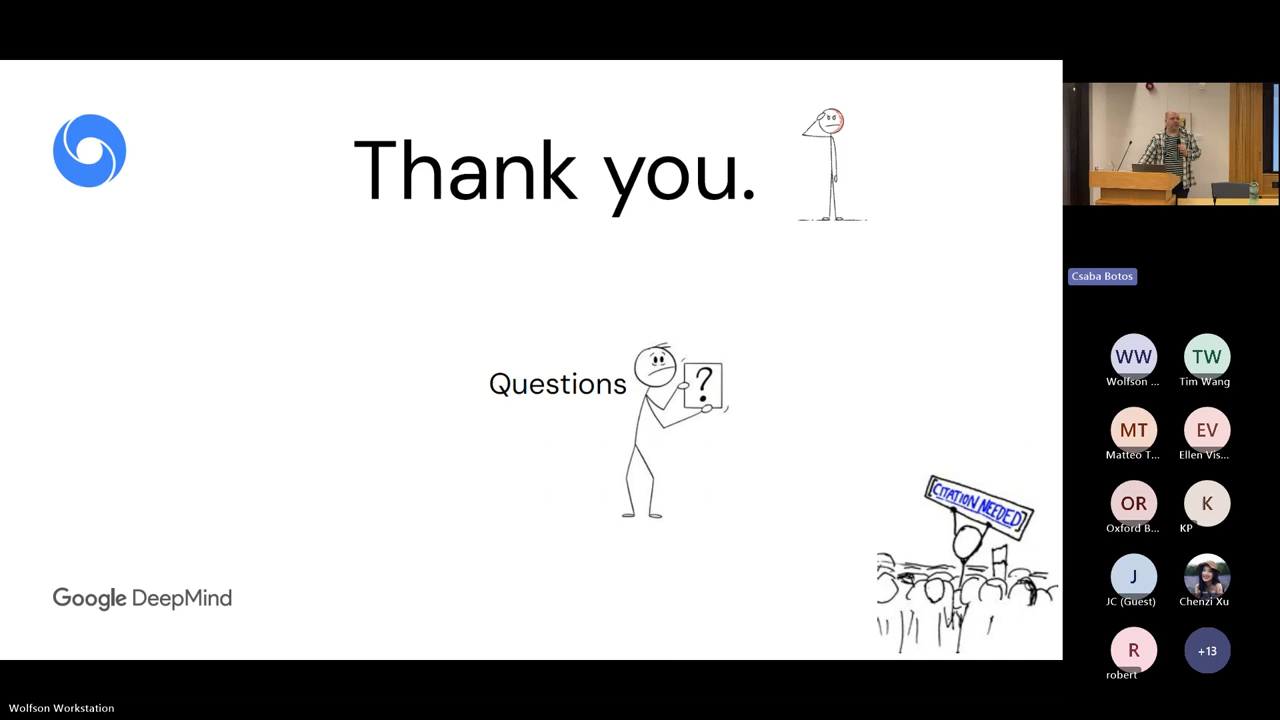 Thank you.
Questions
?
[CITATION NEEDED]
Google DeepMind
Csaba Botos
WW
Wolfson ...
TW
Tim Wang
MT
Matteo T...
EV
Ellen Vis...
OR
Oxford B...
K
KP
J
JC (Guest)
Chenzi Xu
R
robert
+13
Wolfson Workstation